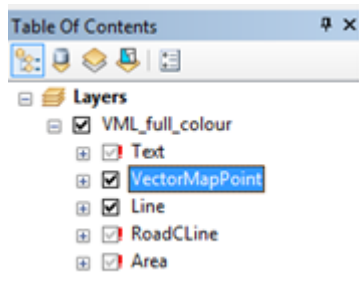 Table Of Contents
Layers
VML_full_colour
Text
VectorMapPoint
Line
RoadCLine
Area